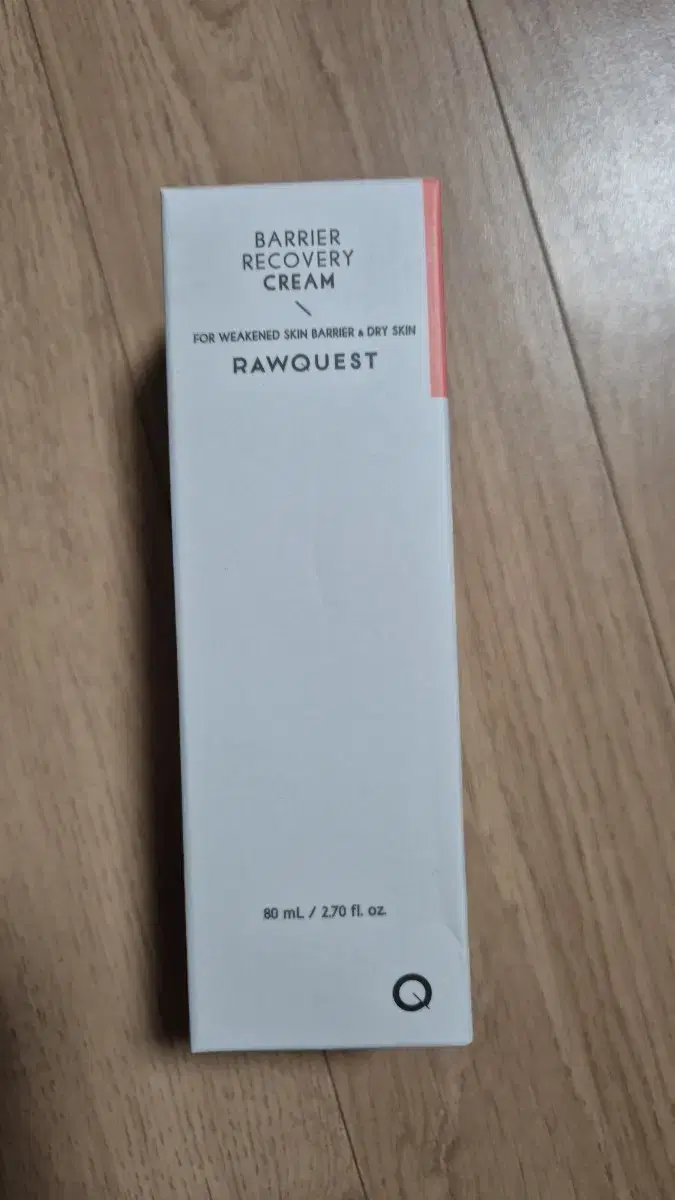 BARRIER
RECOVERY
CREAM
FOR WEAKENED SKIN BARRIER & DRY SKIN
RAWQUEST
80 mL / 2.70 fl. oz.
Q